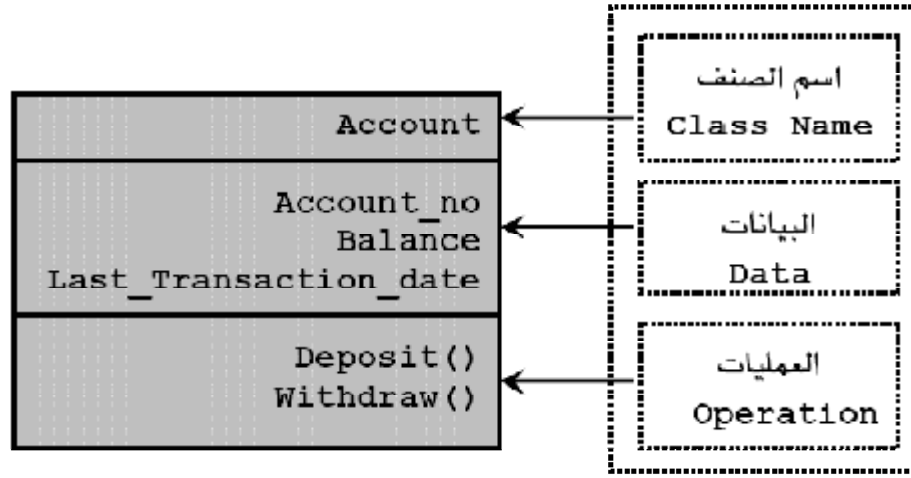 Account
Account_no
Balance
Last_Transaction_date
Deposit()
Withdraw()
اسم الصنف
Class Name
البيانات
Data
العمليات
Operation